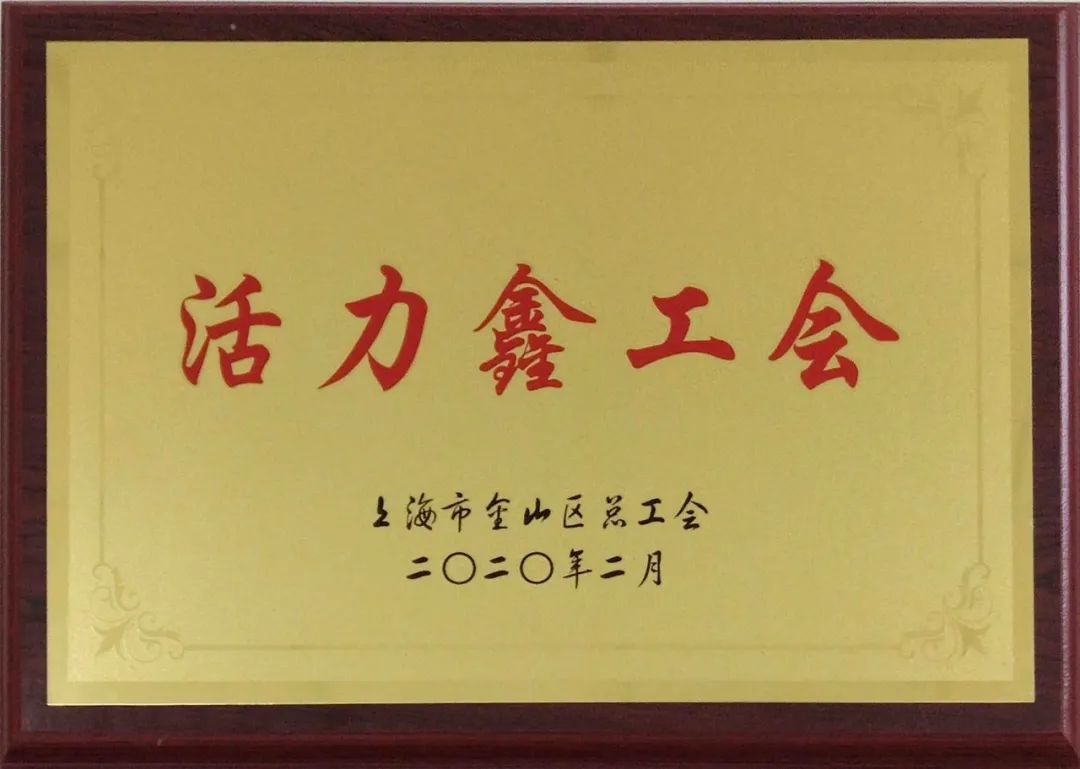 活力鑫工会
上海市金山区总工会
二〇二〇年二月